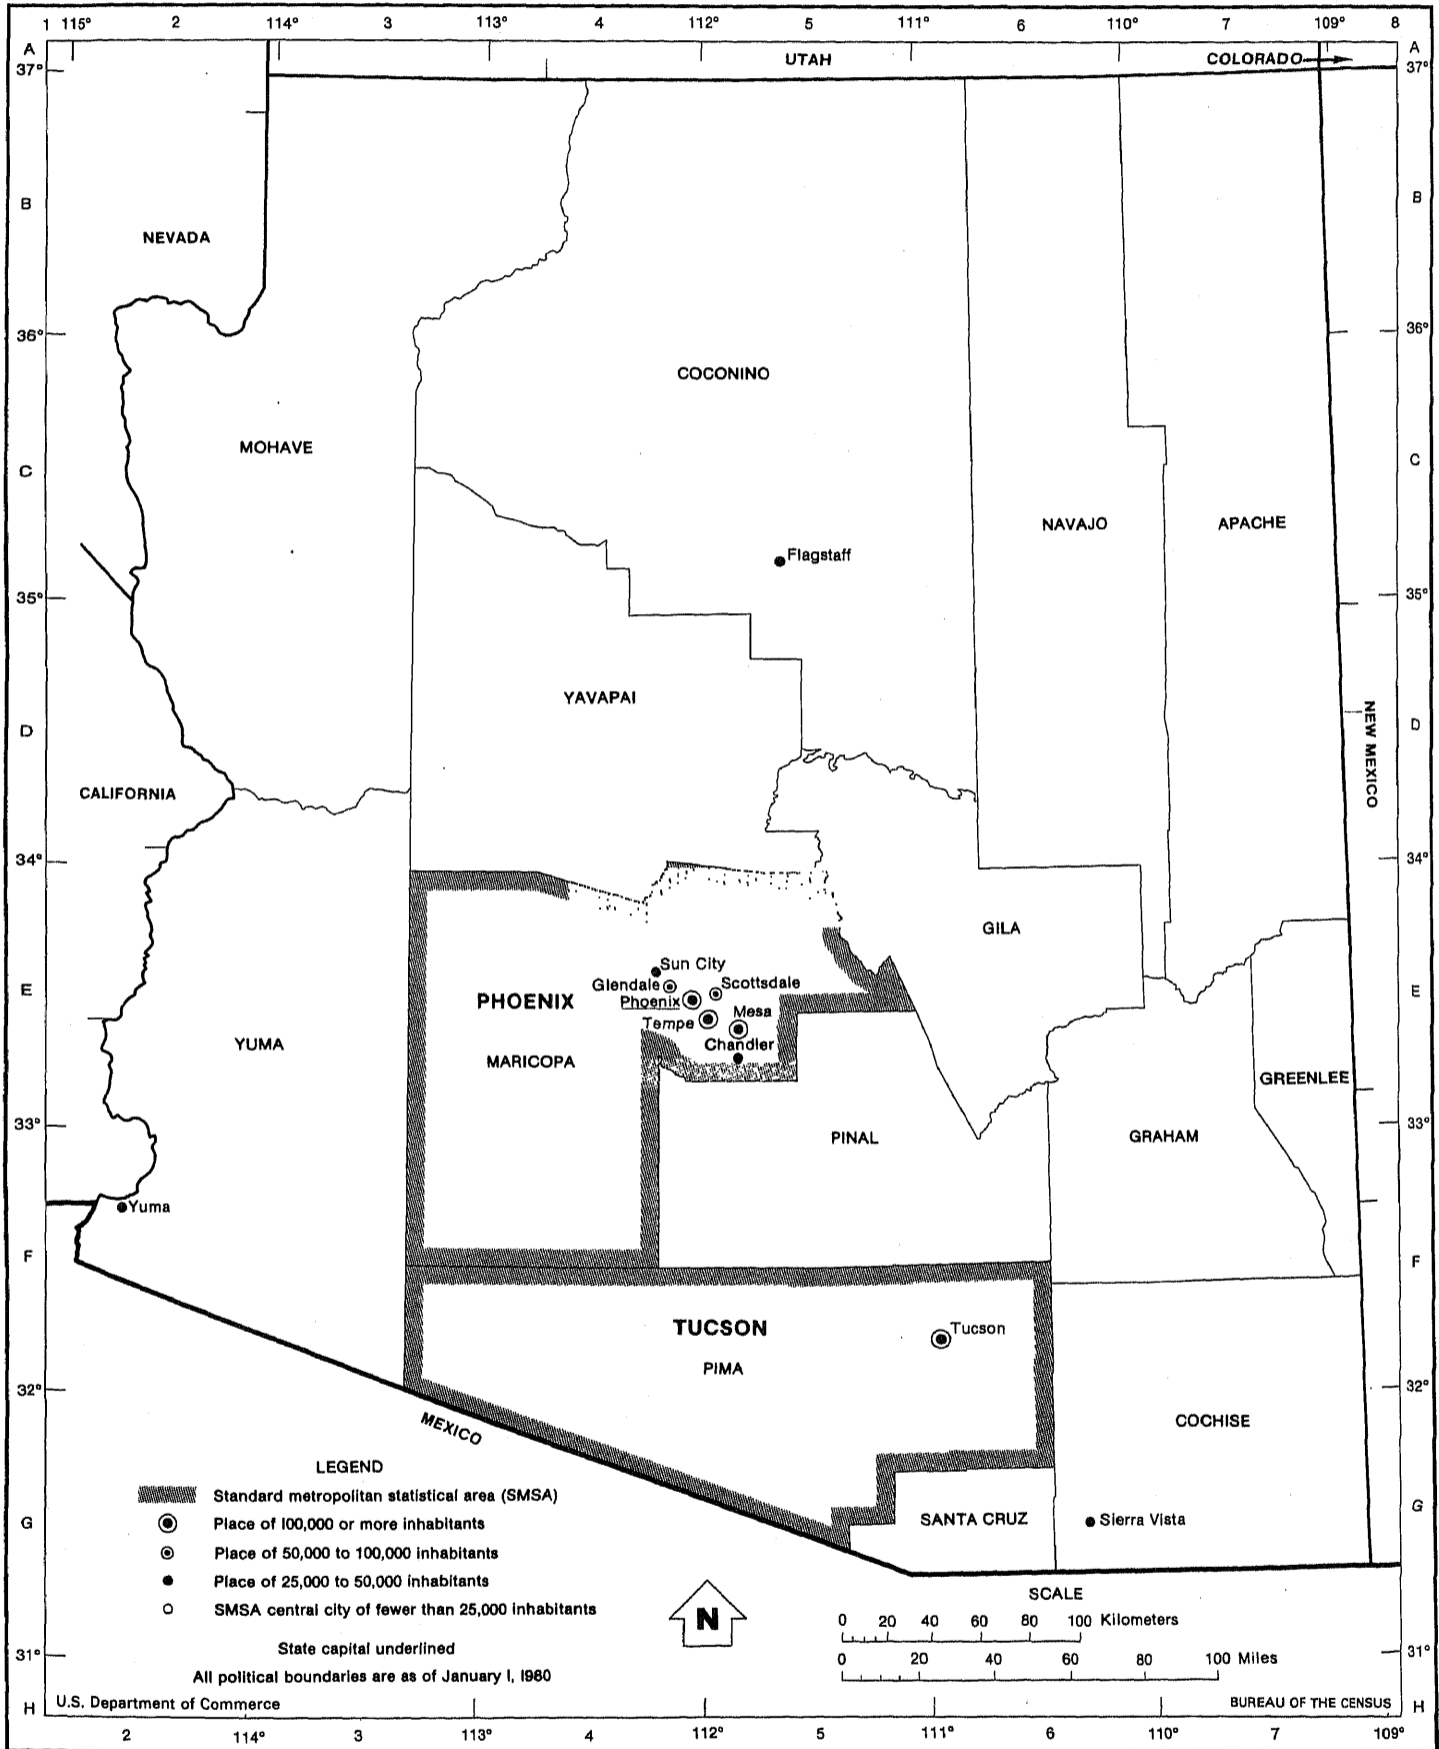 1 115° 2 114° 3 113° 4 112° 5 111° 6 110° 7 109° 8
A A
37° UTAH COLORADO 37°
B B
NEVADA
36° 36°
COCONINO
MOHAVE
C C
NAVAJO APACHE
Flagstaff
35° 35°
YAVAPAI
NEW MEXICO
D D
CALIFORNIA
34° 34°
GILA
Sun City
Glendale Scottsdale
E PHOENIX Phoenix E
Mesa
Tempe
YUMA Chandler
MARICOPA
GREENLEE
33° 33°
PINAL GRAHAM
Yuma
F F
TUCSON Tucson
PIMA
32° 32°
MEXICO COCHISE
LEGEND
Standard metropolitan statistical area (SMSA)
G SANTA CRUZ Sierra Vista G
Place of 100,000 or more inhabitants
Place of 50,000 to 100,000 inhabitants
Place of 25,000 to 50,000 inhabitants
SMSA central city of fewer than 25,000 inhabitants
N
SCALE
0 20 40 60 80 100 Kilometers
0 20 40 60 80 100 Miles
State capital underlined
31° 31°
All political boundaries are as of January 1, 1980
H U.S. Department of Commerce BUREAU OF THE CENSUS H
2 114° 3 113° 4 112° 5 111° 6 110° 7 109°